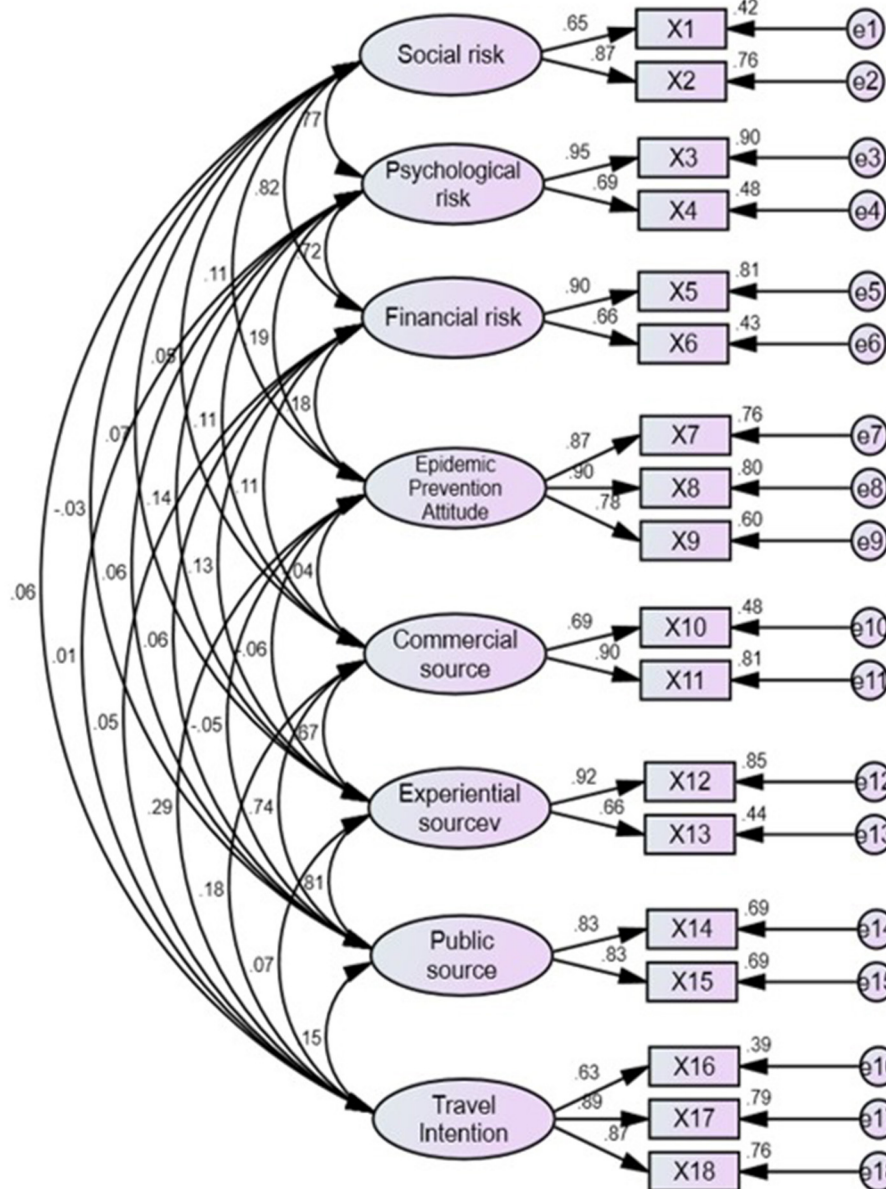 Social risk
.65
X1
.42
e1
.87
X2
.76
e2
.77
Psychological
risk
.95
X3
.90
e3
.69
X4
.48
e4
.82
.72
Financial risk
.90
X5
.81
e5
.66
X6
.43
e6
.11
.19
.18
.05
.11
.11
Epidemic
Prevention
Attitude
.87
X7
.76
e7
.90
X8
.80
e8
.78
X9
.60
e9
.07
.14
.13
.04
Commercial
source
.69
X10
.48
e10
.90
X11
.81
e11
-.03
.06
.06
-.06
.67
Experiential
sourcev
.92
X12
.85
e12
.66
X13
.44
e13
.06
.01
.05
-.05
.74
.81
Public
source
.83
X14
.69
e14
.83
X15
.69
e15
.29
.18
.07
.15
Travel
Intention
.63
X16
.39
.89
X17
.79
.87
X18
.76